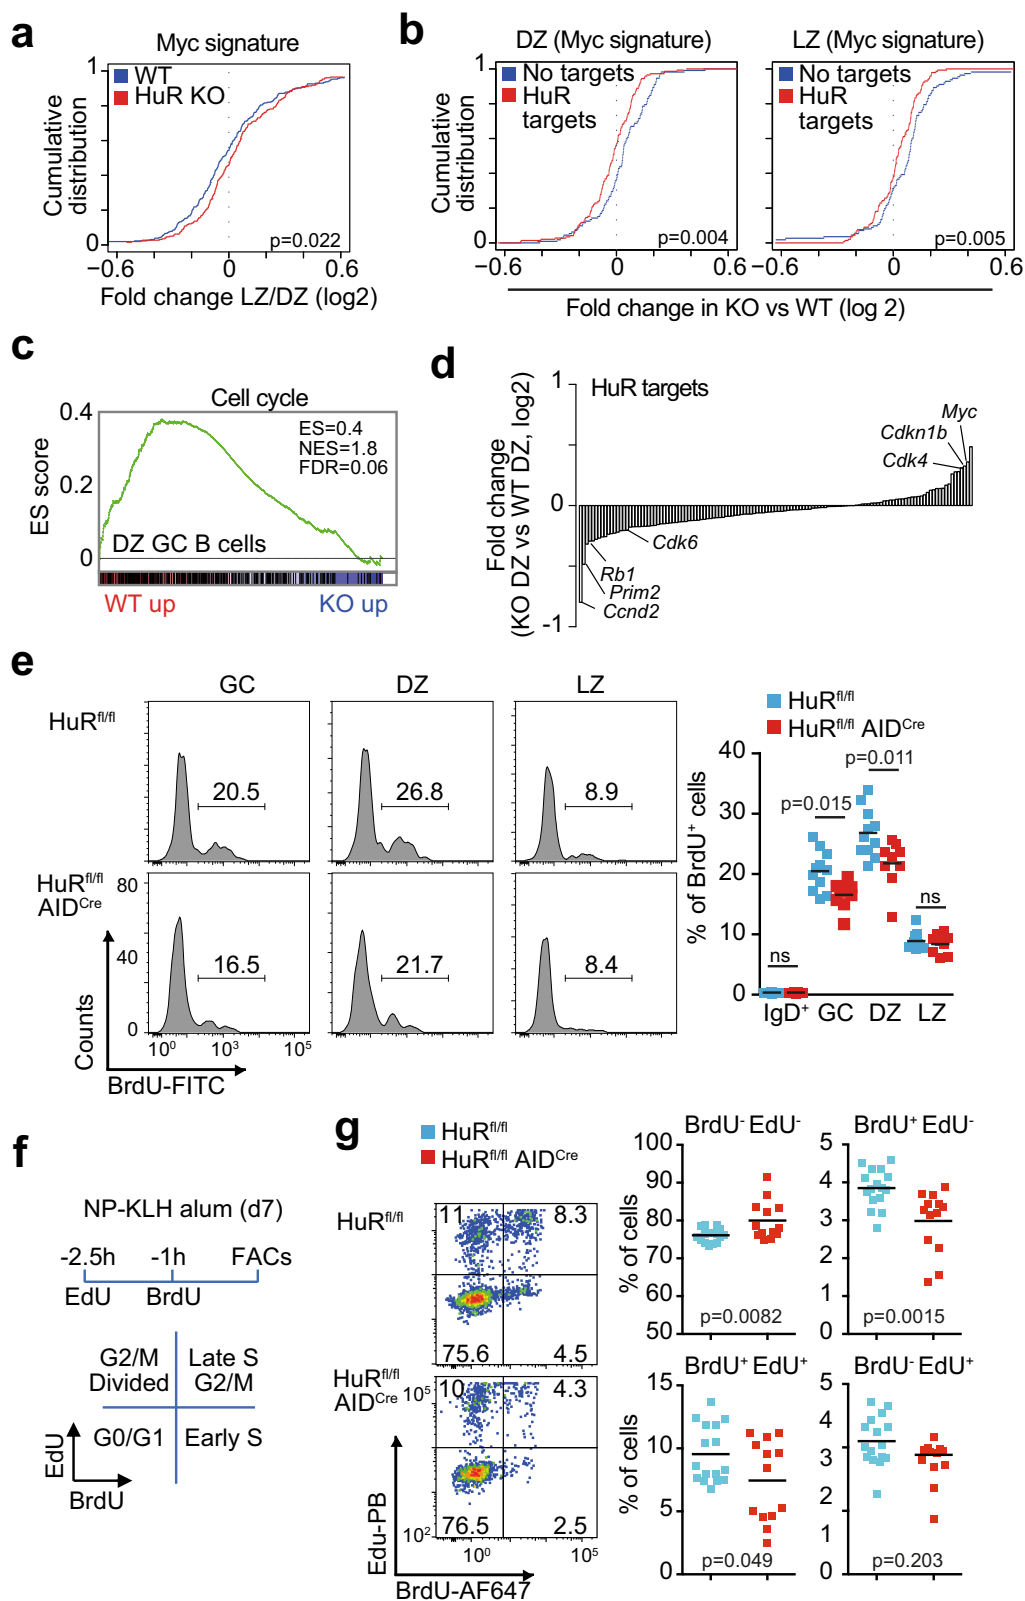 a
Myc signature
WT
HuR KO
Cumulative distribution
1
0
p=0.022
−0.6
0
0.6
Fold change LZ/DZ (log2)
b
DZ (Myc signature)
No targets
HuR
targets
Cumulative distribution
1
0
p=0.004
−0.6
0
0.6
LZ (Myc signature)
No targets
HuR
targets
p=0.005
−0.6
0
0.6
Fold change in KO vs WT (log 2)
c
Cell cycle
ES score
0.4
0.2
0
ES=0.4
NES=1.8
FDR=0.06
DZ GC B cells
WT up
KO up
d
Fold change
(KO DZ vs WT DZ, log2)
1
0
-1
HuR targets
Myc
Cdkn1b
Cdk4
Cdk6
Rb1
Prim2
Ccnd2
e
GC
DZ
LZ
HuRfl/fl
20.5
26.8
8.9
HuRfl/fl
AIDCre
80
40
0
16.5
21.7
8.4
Counts
10⁰
10³
10⁵
BrdU-FITC
HuRfl/fl
HuRfl/fl AIDCre
% of BrdU⁺ cells
40
30
20
10
0
p=0.011
p=0.015
ns
ns
IgD⁺
GC
DZ
LZ
f
NP-KLH alum (d7)
-2.5h
-1h
FACs
EdU
BrdU
G2/M
Divided
Late S
G2/M
G0/G1
Early S
EdU
BrdU
g
HuRfl/fl
HuRfl/fl AIDCre
HuRfl/fl
11
8.3
75.6
4.5
HuRfl/fl
AIDCre
10⁵
10
4.3
76.5
2.5
10²
Edu-PB
10⁰
10⁵
BrdU-AF647
BrdU⁻ EdU⁻
% of cells
100
90
80
70
60
50
p=0.0082
BrdU⁺ EdU⁻
5
4
3
2
1
0
p=0.0015
BrdU⁺ EdU⁺
% of cells
15
10
5
0
p=0.049
BrdU⁻ EdU⁺
5
4
3
2
1
0
p=0.203